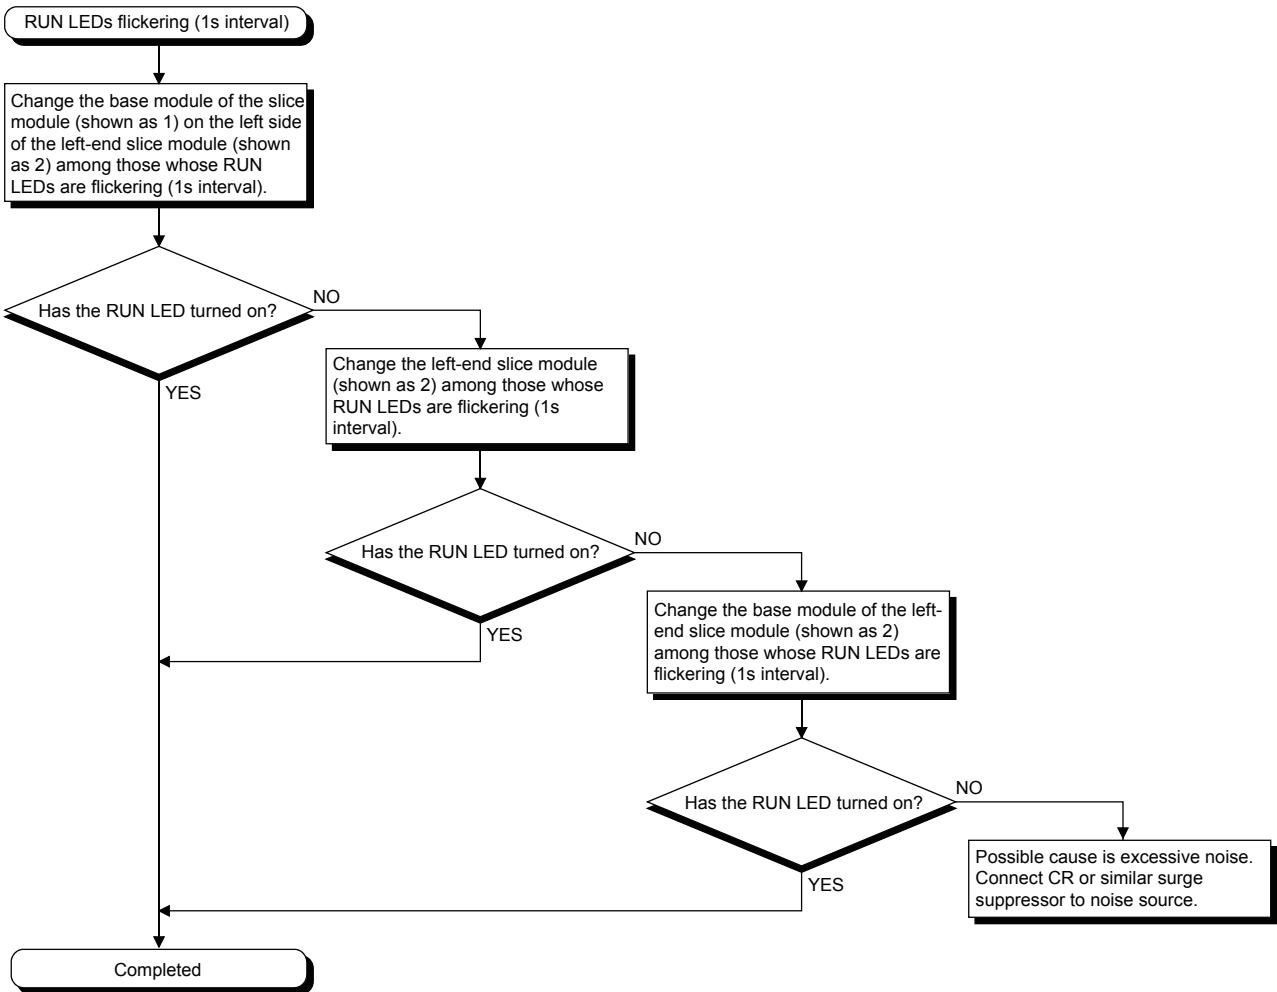 RUN LEDs flickering (1s interval)
Change the base module of the slice
module (shown as 1) on the left side
of the left-end slice module (shown
as 2) among those whose RUN
LEDs are flickering (1s interval).
Has the RUN LED turned on?
NO
YES
Change the left-end slice module
(shown as 2) among those whose
RUN LEDs are flickering (1s
interval).
Has the RUN LED turned on?
NO
YES
Change the base module of the left-
end slice module (shown as 2)
among those whose RUN LEDs are
flickering (1s interval).
Has the RUN LED turned on?
NO
YES
Possible cause is excessive noise.
Connect CR or similar surge
suppressor to noise source.
Completed